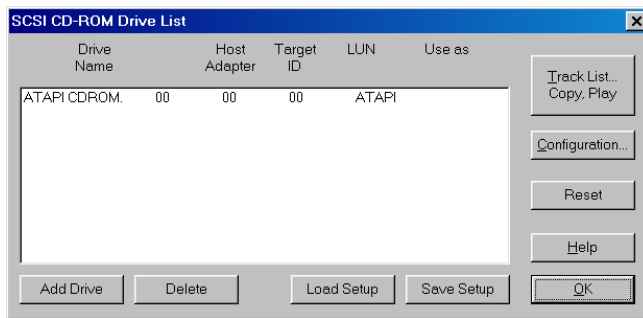 SCSI CD-ROM Drive List
Drive Name
Host Adapter
Target ID
LUN
Use as
ATAPI CDROM. 00 00 00 ATAPI
Track List...
Copy, Play
Configuration...
Reset
Help
Add Drive
Delete
Load Setup
Save Setup
OK